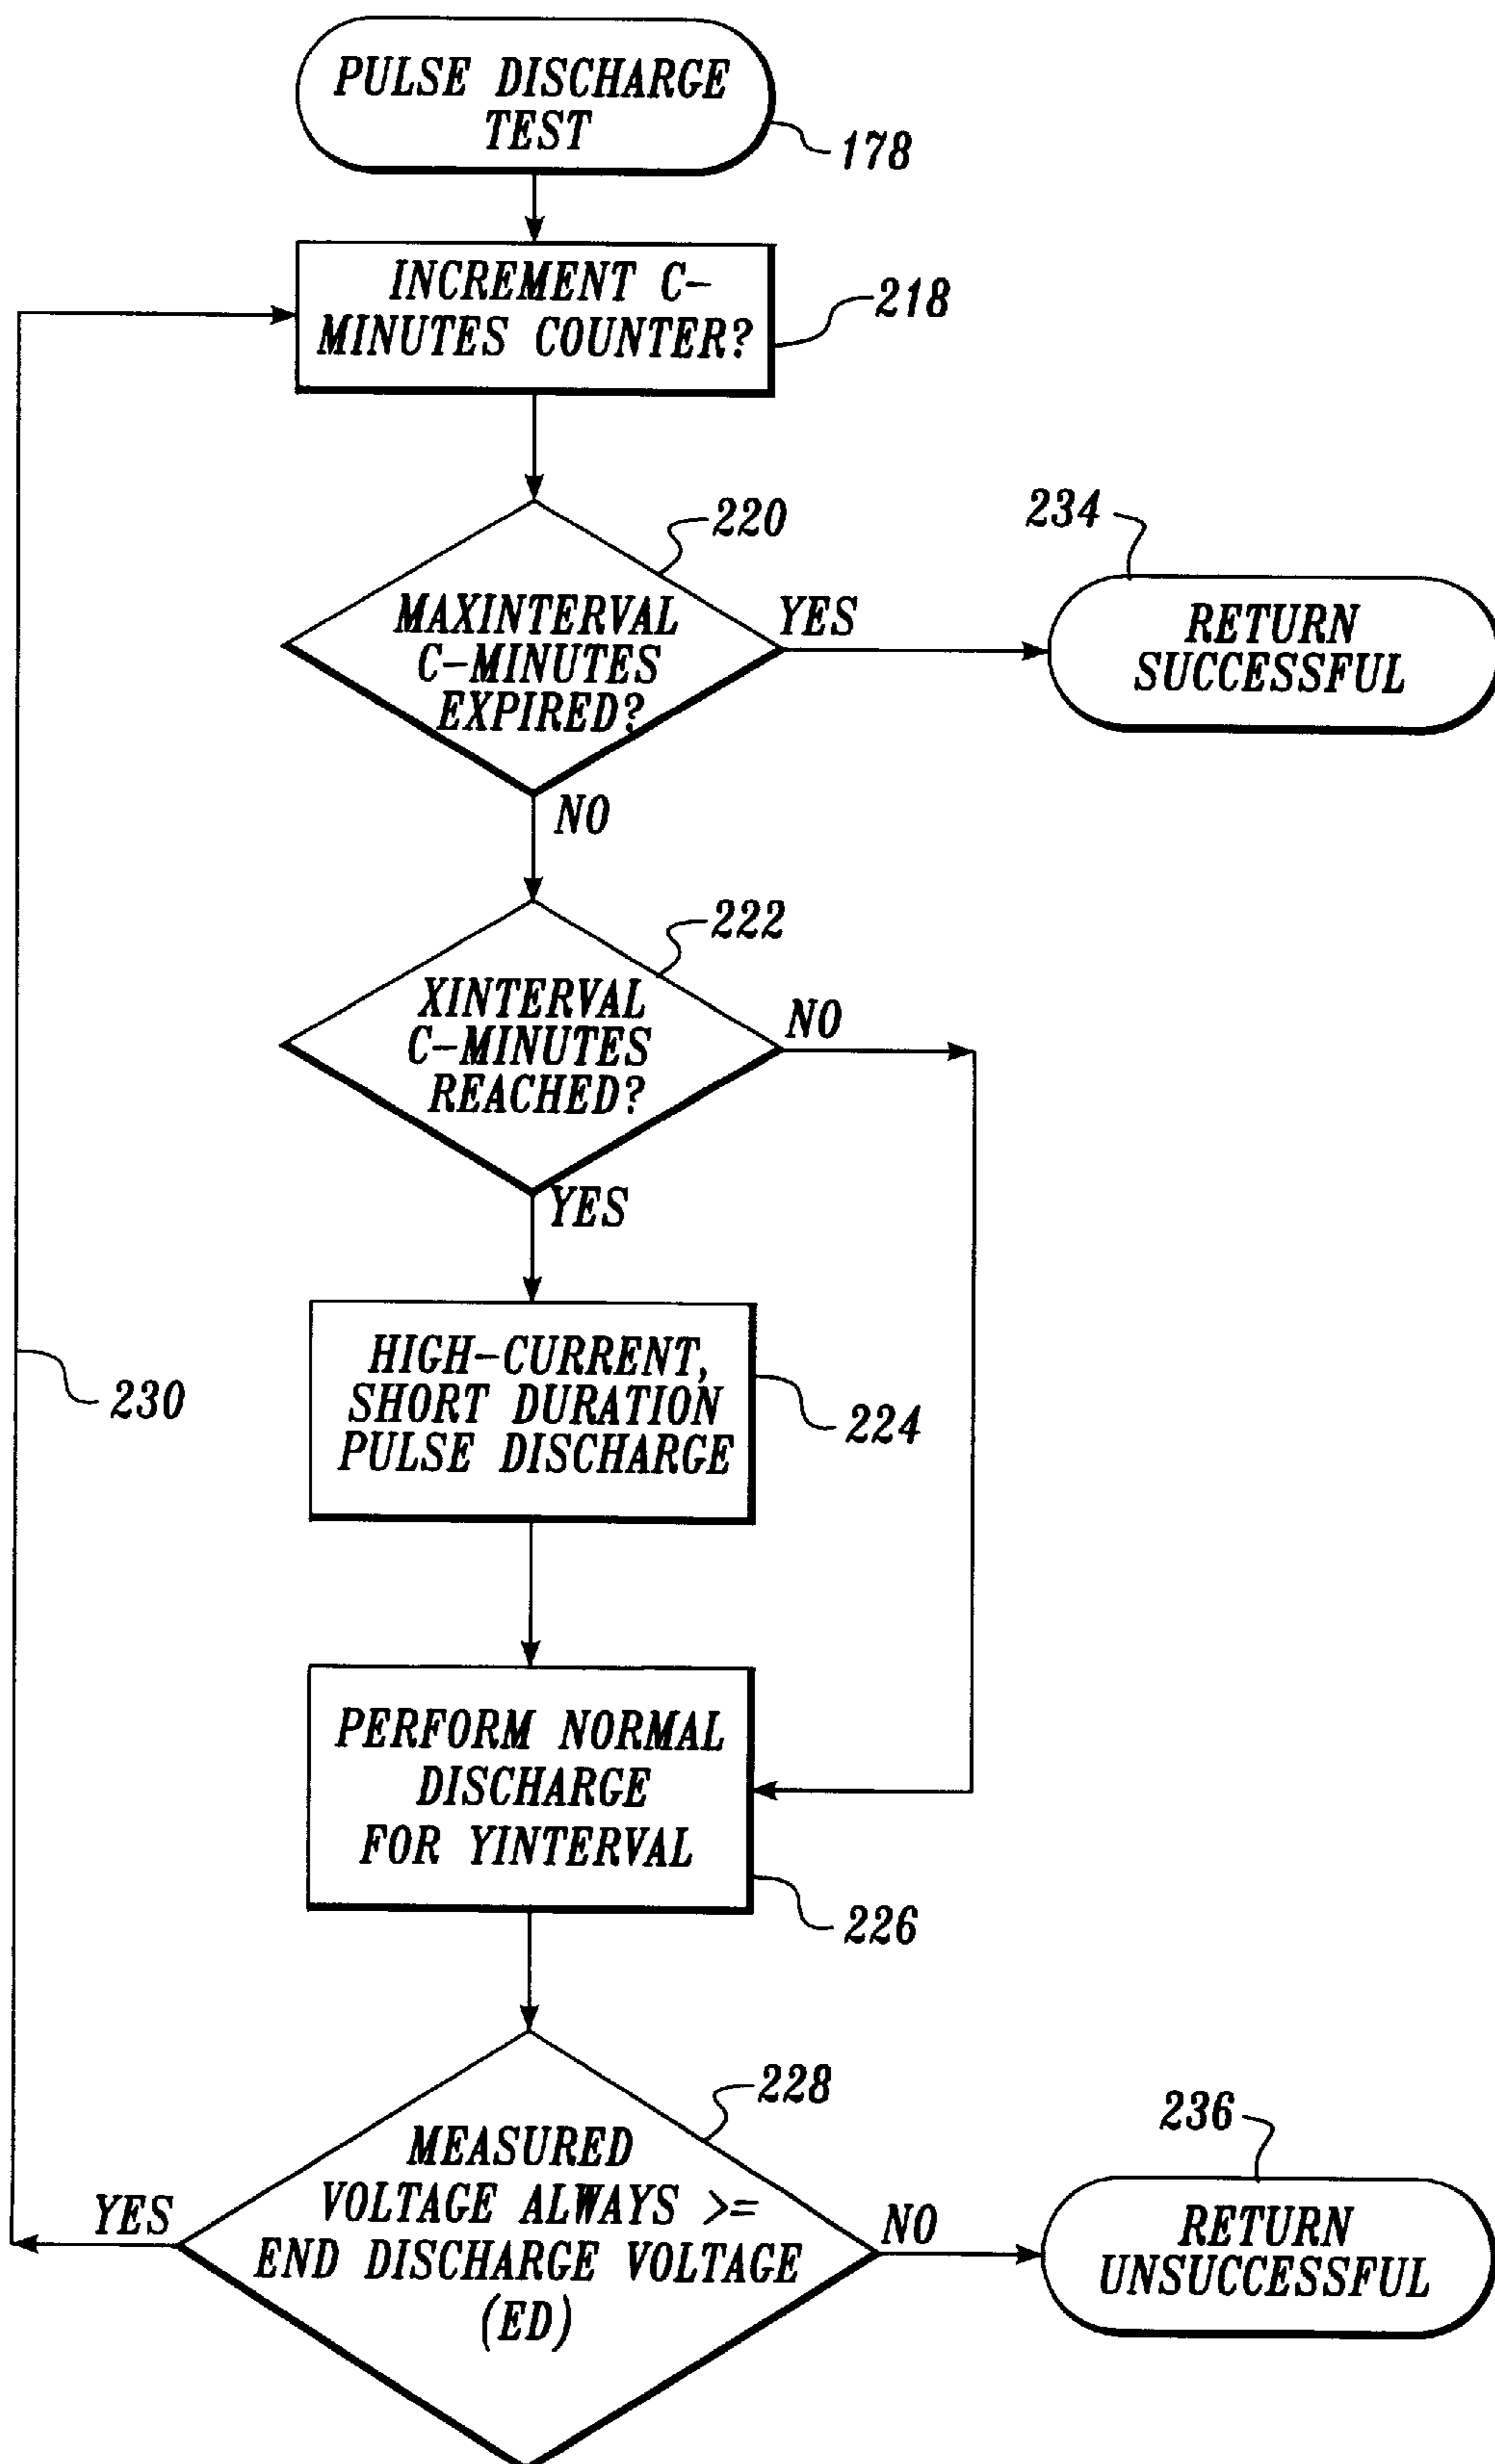 PULSE DISCHARGE
TEST
178
INCREMENT C-
MINUTES COUNTER?
218
220
234
MAXINTERVAL
C-MINUTES
EXPIRED?
YES
RETURN
SUCCESSFUL
NO
222
XINTERVAL
C-MINUTES
REACHED?
NO
YES
HIGH-CURRENT,
SHORT DURATION
PULSE DISCHARGE
224
230
PERFORM NORMAL
DISCHARGE
FOR YINTERVAL
226
228
236
MEASURED
VOLTAGE ALWAYS >=
END DISCHARGE VOLTAGE
(ED)
YES
NO
RETURN
UNSUCCESSFUL